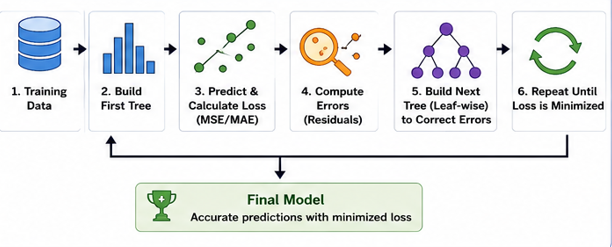 1. Training
Data
2. Build
First Tree
3. Predict &
Calculate Loss
(MSE/MAE)
4. Compute
Errors
(Residuals)
5. Build Next
Tree (Leaf-wise)
to Correct Errors
6. Repeat Until
Loss is Minimized
Final Model
Accurate predictions with minimized loss